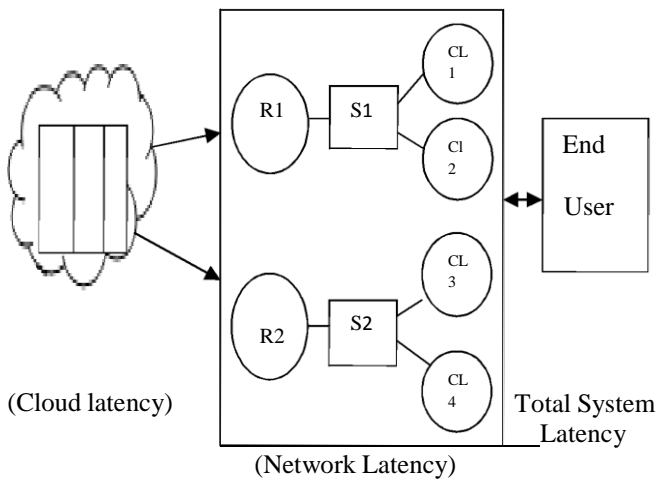 CL
1
R1
S1
Cl
2
End
User
CL
3
R2
S2
CL
4
(Cloud latency)
Total System
Latency
(Network Latency)